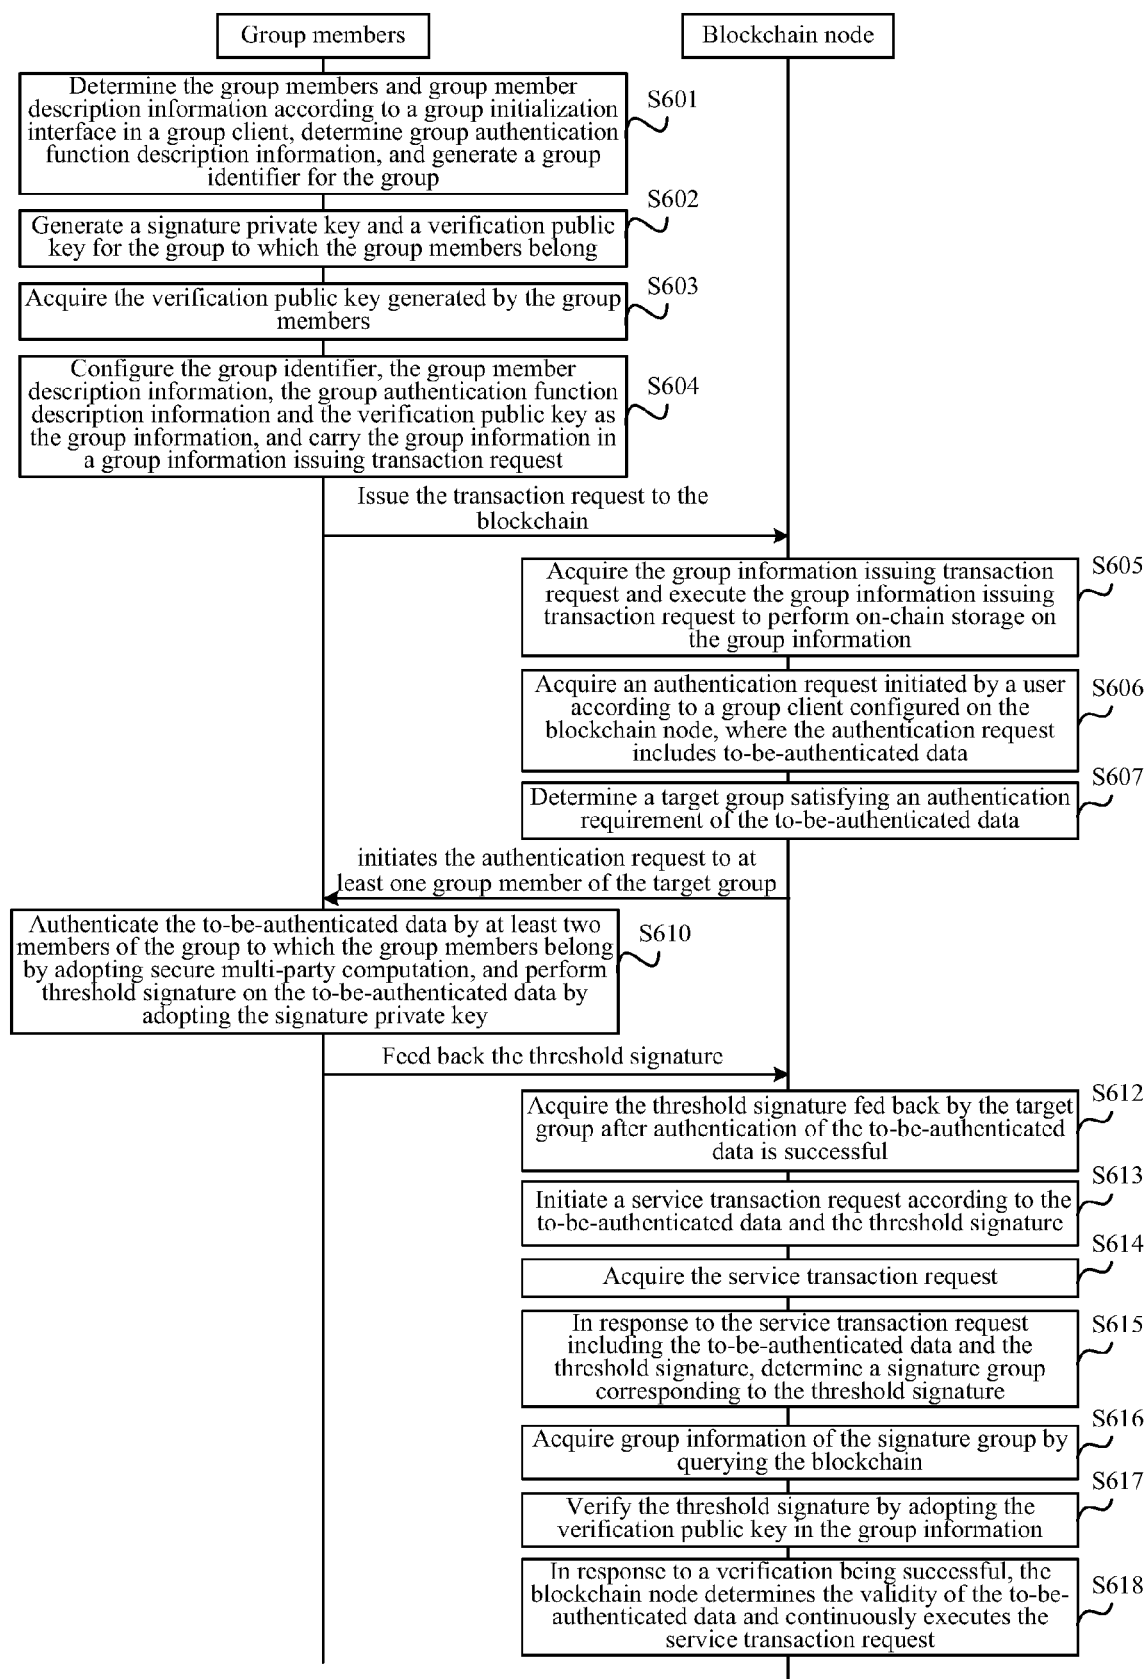 Group members
Blockchain node
Determine the group members and group member
description information according to a group initialization
interface in a group client, determine group authentication
function description information, and generate a group
identifier for the group
S601
Generate a signature private key and a verification public
key for the group to which the group members belong
S602
Acquire the verification public key generated by the group
members
S603
Configure the group identifier, the group member
description information, the group authentication function
description information and the verification public key as
the group information, and carry the group information in
a group information issuing transaction request
S604
Issue the transaction request to the
blockchain
Acquire the group information issuing transaction
request and execute the group information issuing
transaction request to perform on-chain storage on
the group information
S605
Acquire an authentication request initiated by a user
according to a group client configured on the
blockchain node, where the authentication request
includes to-be-authenticated data
S606
Determine a target group satisfying an authentication
requirement of the to-be-authenticated data
S607
initiates the authentication request to at
least one group member of the target group
Authenticate the to-be-authenticated data by at least two
members of the group to which the group members belong
by adopting secure multi-party computation, and perform
threshold signature on the to-be-authenticated data by
adopting the signature private key
S610
Feed back the threshold signature
Acquire the threshold signature fed back by the target
group after authentication of the to-be-authenticated
data is successful
S612
Initiate a service transaction request according to the
to-be-authenticated data and the threshold signature
S613
Acquire the service transaction request
S614
In response to the service transaction request
including the to-be-authenticated data and the
threshold signature, determine a signature group
corresponding to the threshold signature
S615
Acquire group information of the signature group by
querying the blockchain
S616
Verify the threshold signature by adopting the
verification public key in the group information
S617
In response to a verification being successful, the
blockchain node determines the validity of the to-be-
authenticated data and continuously executes the
service transaction request
S618